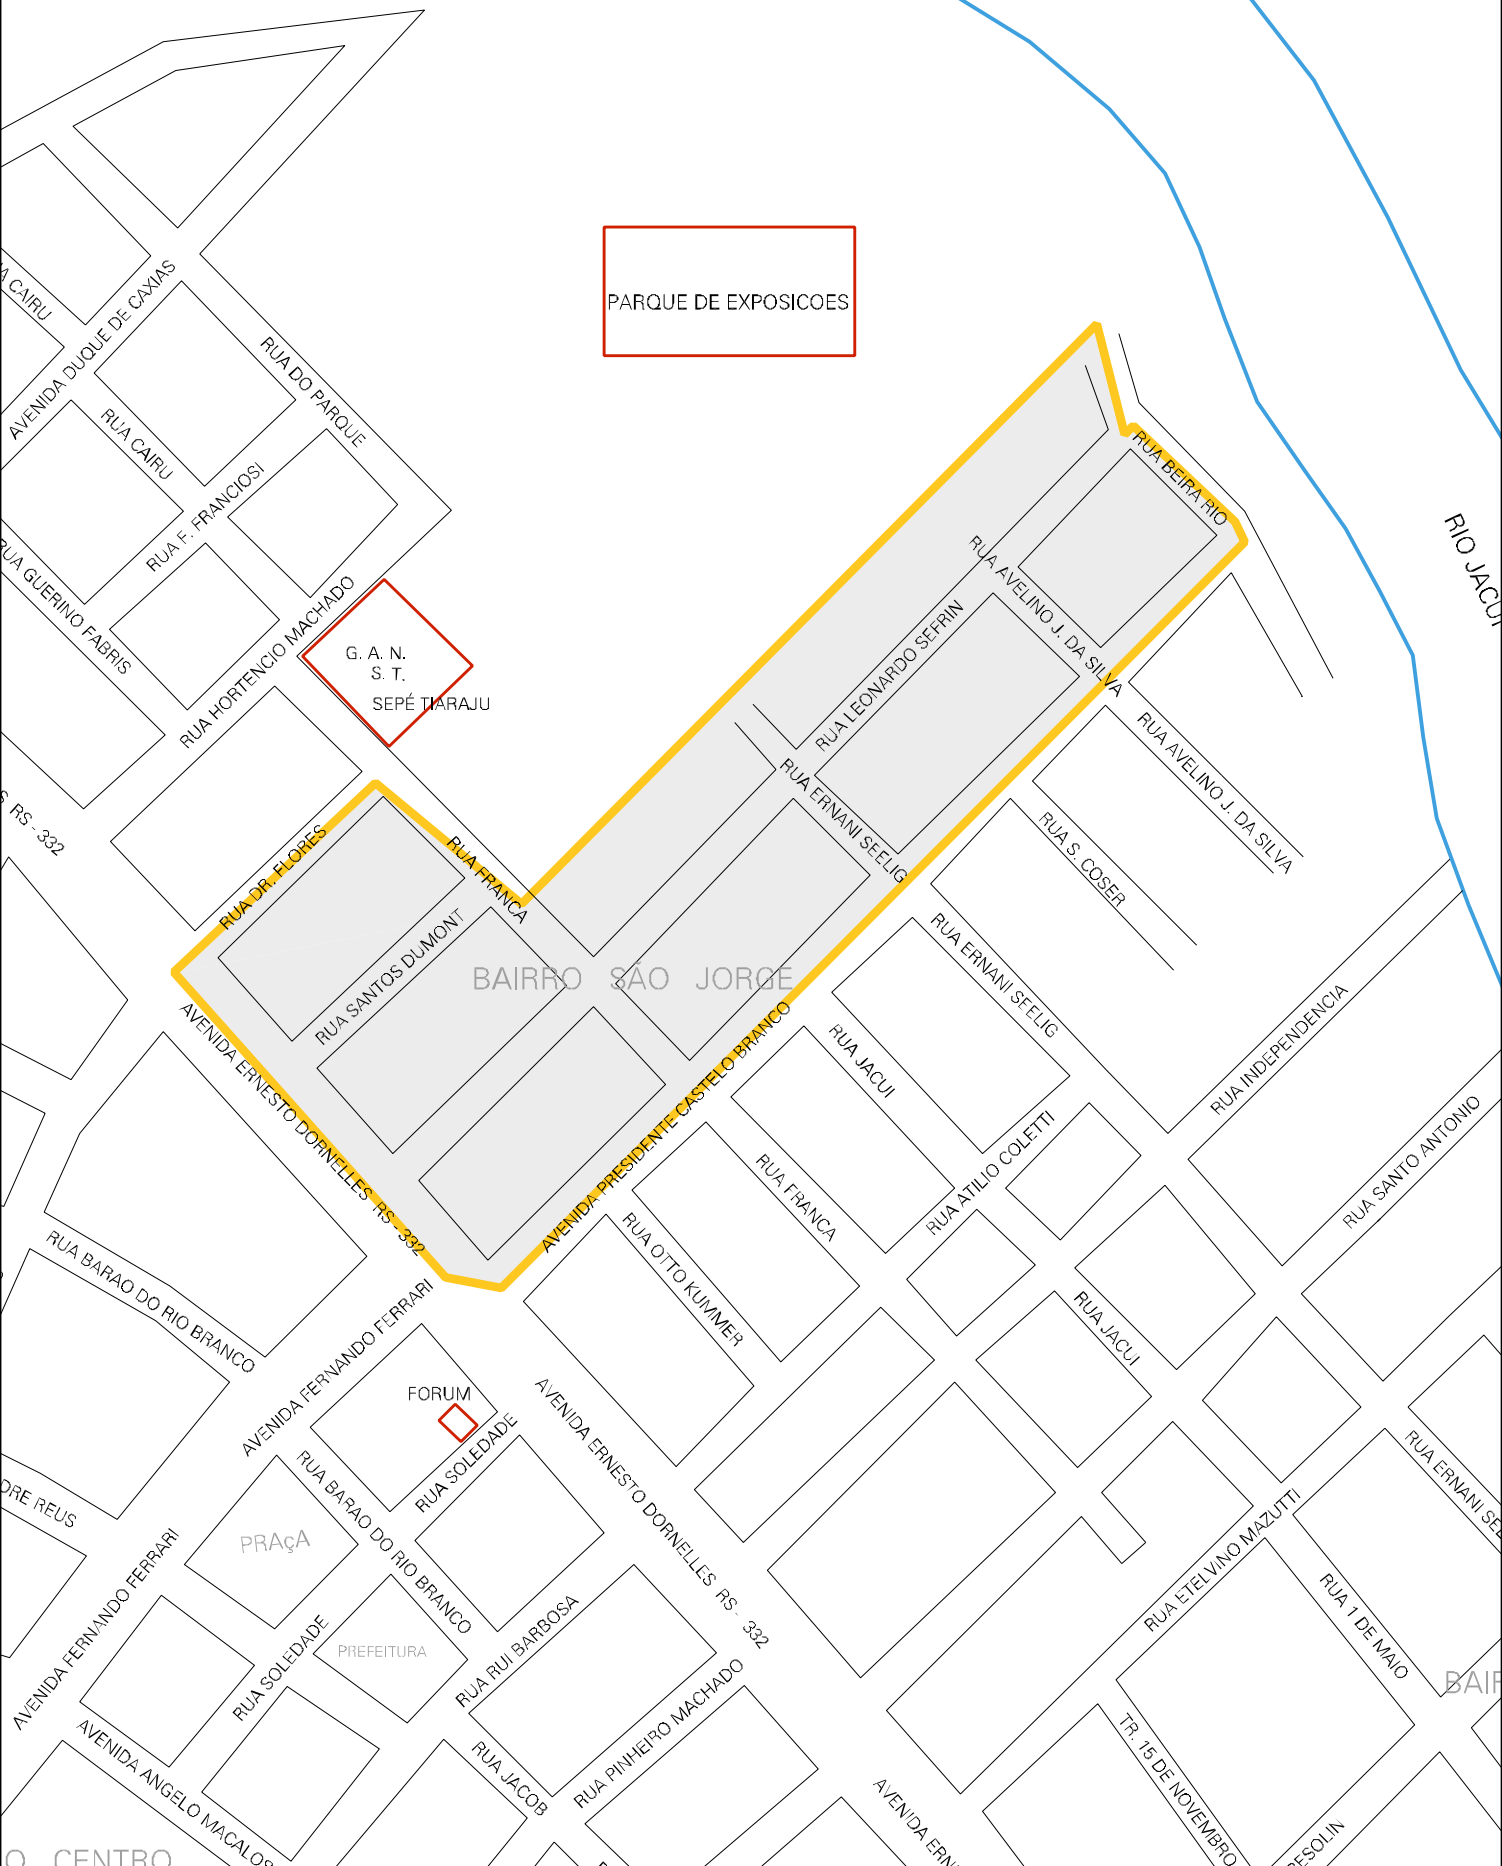 CAIRU
AVENIDA DUQUE DE CAXIAS
RUA DO PARQUE
PARQUE DE EXPOSICOES
RUA CAIRU
RUA F. FRANCIOSI
RUA BEIRA RIO
RIO JACUI
RUA GUERINO FABRIS
RUA HORTENCIO MACHADO
G. A. N.
S. T.
SEPÉ TIARAJU
RUA AVELINO J. DA SILVA
RUA LEONARDO SEFRIN
RUA AVELINO J. DA SILVA
RUA ERNANI SEELIG
RS - 332
RUA DR. FLORES
RUA FRANCA
RUA S. COSER
RUA SANTOS DUMONT
BAIRRO SÃO JORGE
RUA ERNANI SEELIG
AVENIDA ERNESTO DORNELLES RS - 332
AVENIDA PRESIDENTE CASTELO BRANCO
RUA JACUI
RUA INDEPENDENCIA
RUA ATILIO COLETTI
RUA SANTO ANTONIO
RUA FRANCA
RUA OTTO KUMMER
RUA BARAO DO RIO BRANCO
AVENIDA FERNANDO FERRARI
RUA JACUI
FORUM
RUA SOLEDADE
AVENIDA ERNESTO DORNELLES RS - 332
RUA ERNANI SEE
DRE REUS
RUA BARAO DO RIO BRANCO
PRAçA
RUA ETELVINO MAZUTTI
AVENIDA FERNANDO FERRARI
RUA 1 DE MAIO
RUA SOLEDADE
PREFEITURA
RUA RUI BARBOSA
RUA PINHEIRO MACHADO
BAIR
AVENIDA ANGELO MACALOS
RUA JACOB
TR. 15 DE NOVEMBRO
AVENIDA ERN
ESOLIN
O CENTRO